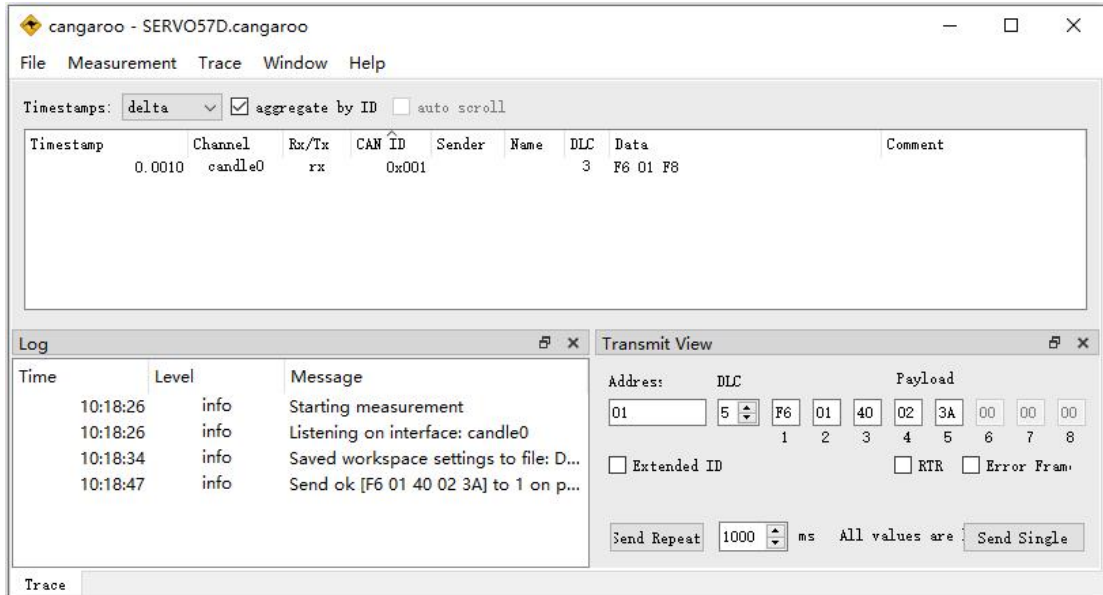 cangaroo - SERVO57D.cangaroo
File Measurement Trace Window Help
Timestamps: delta aggregate by ID auto scroll
Timestamp Channel Rx/Tx CAN ID Sender Name DLC Data Comment
0.0010 candle0 rx 0x001 3 F6 01 F8
Log
Time Level Message
10:18:26 info Starting measurement
10:18:26 info Listening on interface: candle0
10:18:34 info Saved workspace settings to file: D...
10:18:47 info Send ok [F6 01 40 02 3A] to 1 on p...
Transmit View
Address DLC Payload
01 5 F6 01 40 02 3A 00 00 00
1 2 3 4 5 6 7 8
Extended ID RTR Error Fram
Send Repeat 1000 ms All values are Send Single
Trace